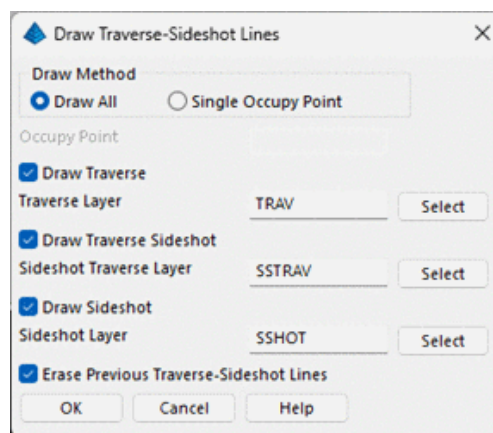 Draw Traverse-Sideshot Lines
Draw Method
Draw All Single Occupy Point
Occupy Point
Draw Traverse
Traverse Layer TRAV Select
Draw Traverse Sideshot
Sideshot Traverse Layer SSTRAV Select
Draw Sideshot
Sideshot Layer SSHOT Select
Erase Previous Traverse-Sideshot Lines
OK Cancel Help